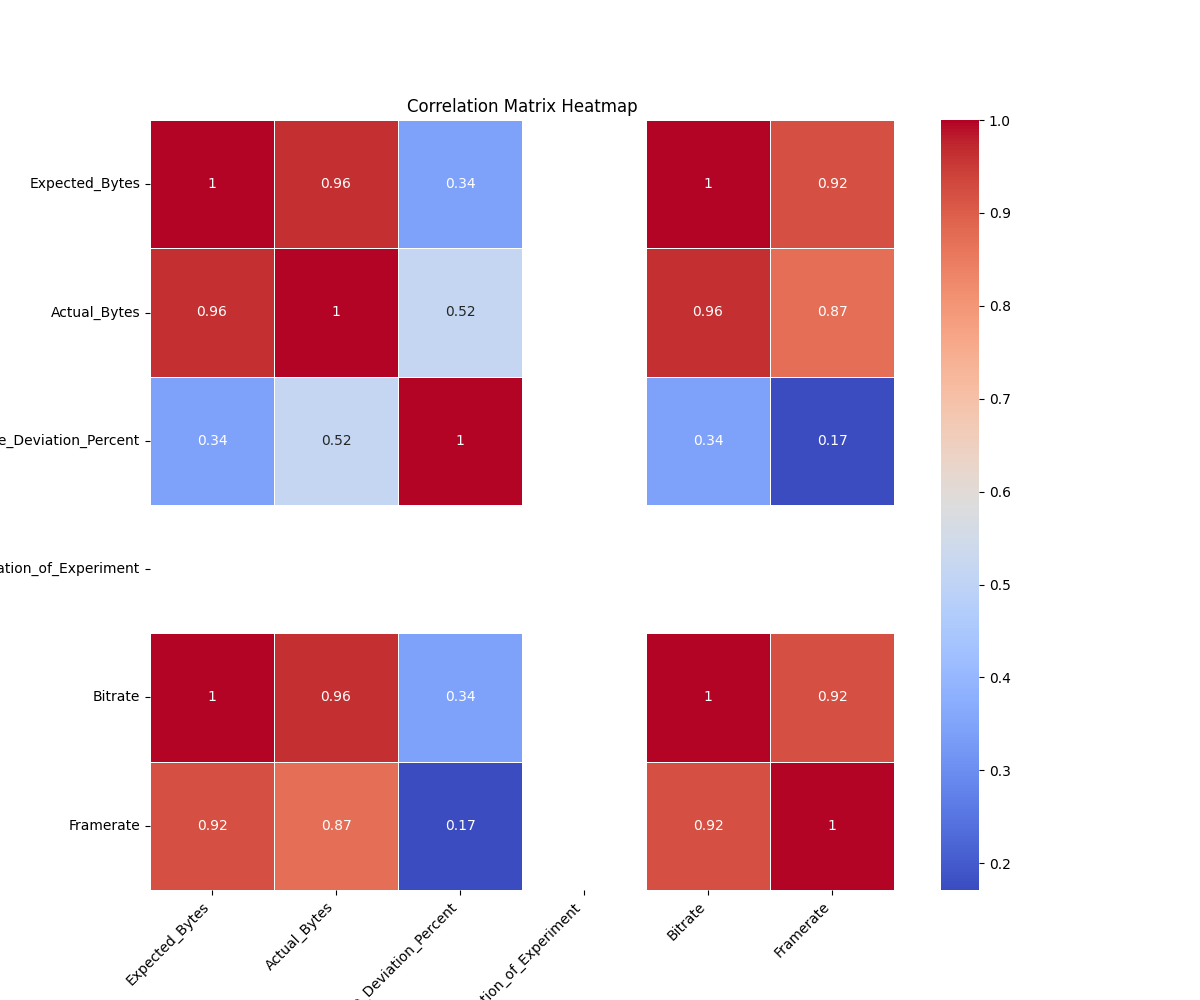 Correlation Matrix Heatmap
Expected_Bytes 1 0.96 0.34 1 0.92
Actual_Bytes 0.96 1 0.52 0.96 0.87
e_Deviation_Percent 0.34 0.52 1 0.34 0.17
ation_of_Experiment
Bitrate 1 0.96 0.34 1 0.92
Framerate 0.92 0.87 0.17 0.92 1
Expected_Bytes
Actual_Bytes
_Deviation_Percent
tion_of_Experiment
Bitrate
Framerate
1.0
0.9
0.8
0.7
0.6
0.5
0.4
0.3
0.2